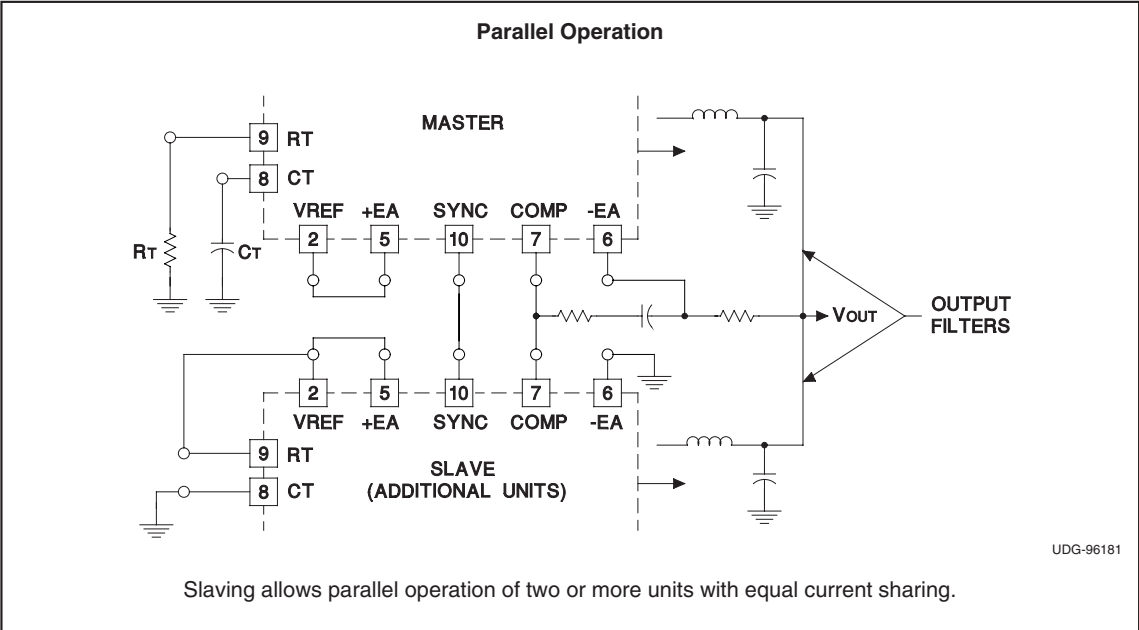 Parallel Operation
MASTER
9 RT
8 CT
VREF +EA SYNC COMP -EA
2 5 10 7 6
RT CT
VOUT
OUTPUT
FILTERS
2 5 10 7 6
VREF +EA SYNC COMP -EA
9 RT
SLAVE
(ADDITIONAL UNITS)
8 CT
UDG-96181
Slaving allows parallel operation of two or more units with equal current sharing.